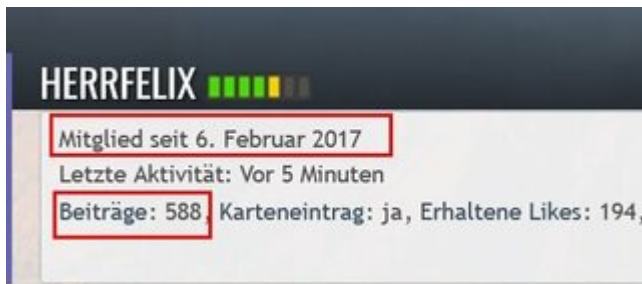 HERRFELIX
Mitglied seit 6. Februar 2017
Letzte Aktivität: Vor 5 Minuten
Beiträge: 588, Karteneintrag: ja, Erhaltene Likes: 194,